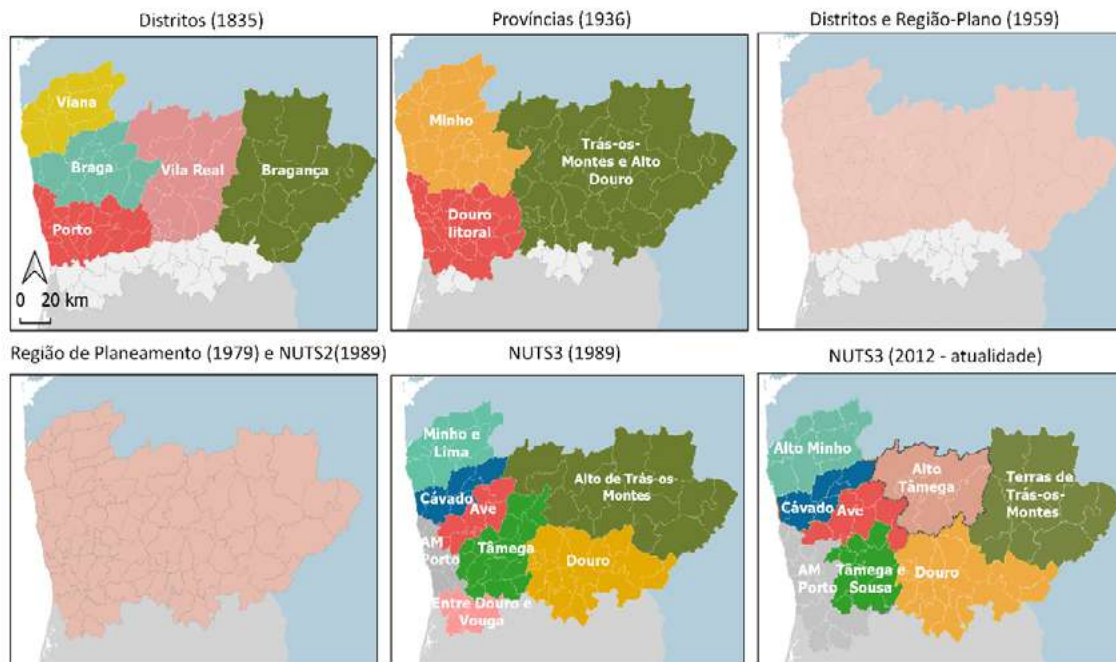 Distritos (1835)
Viana
Braga
Vila Real
Bragança
Porto
0 20 km
Províncias (1936)
Minho
Trás-os-
Montes e Alto
Douro
Douro
litoral
Distritos e Região-Plano (1959)
Região de Planeamento (1979) e NUTS2(1989)
NUTS3 (1989)
Minho e
Lima
Alto de Trás-os-
Montes
Cávado
Ave
AM
Porto
Tâmega
Douro
Entre Douro e
Vouga
NUTS3 (2012 - atualidade)
Alto Minho
Alto
Tâmega
Terras de
Trás-os-
Montes
Cávado
Ave
AM
Porto
Tâmega e
Sousa
Douro